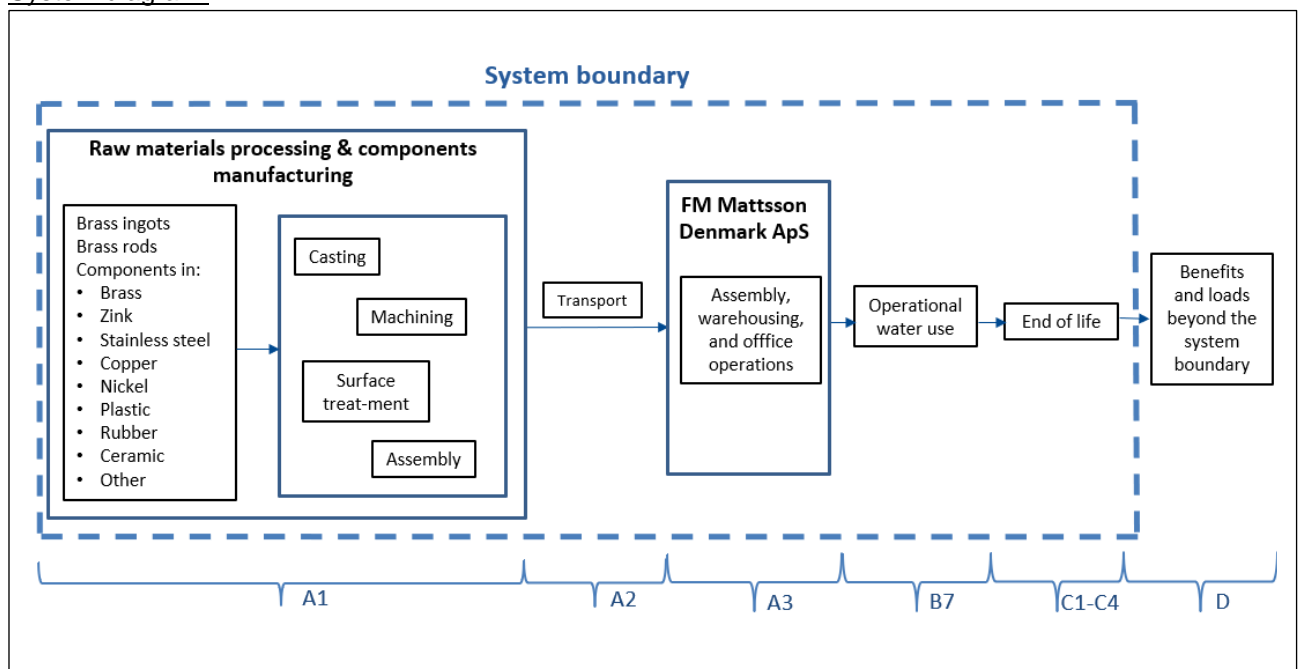 System boundary
Raw materials processing & components
manufacturing
Brass ingots
Brass rods
Components in:
• Brass
• Zink
• Stainless steel
• Copper
• Nickel
• Plastic
• Rubber
• Ceramic
• Other
Casting
Machining
Surface
treat-ment
Assembly
Transport
FM Mattsson
Denmark ApS
Assembly,
warehousing,
and offfice
operations
Operational
water use
End of life
Benefits
and loads
beyond the
system
boundary
A1
A2
A3
B7
C1-C4
D